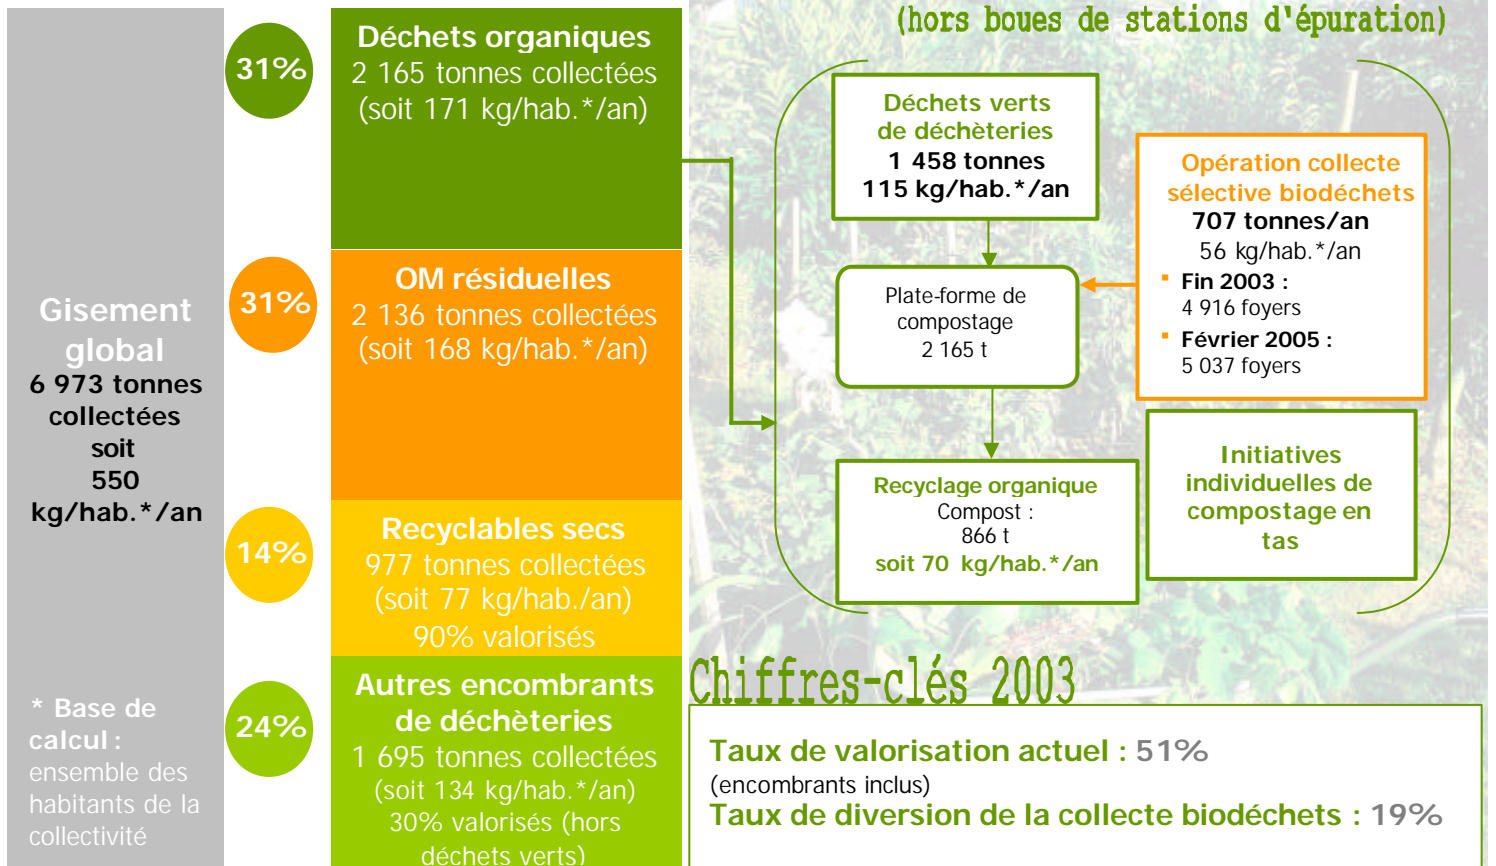 Gisement
global
6 973 tonnes
collectées
soit
550
kg/hab.*/an
* Base de
calcul :
ensemble des
habitants de la
collectivité
31%
Déchets organiques
2 165 tonnes collectées
(soit 171 kg/hab.*/an)
31%
OM résiduelles
2 136 tonnes collectées
(soit 168 kg/hab.*/an)
14%
Recyclables secs
977 tonnes collectées
(soit 77 kg/hab./an)
90% valorisés
24%
Autres encombrants
de déchèteries
1 695 tonnes collectées
(soit 134 kg/hab.*/an)
30% valorisés (hors
déchets verts)
(hors boues de stations d'épuration)
Déchets verts
de déchèteries
1 458 tonnes
115 kg/hab.*/an
Opération collecte
sélective biodéchets
707 tonnes/an
56 kg/hab.*/an
▪ Fin 2003 :
4 916 foyers
▪ Février 2005 :
5 037 foyers
Plate-forme de
compostage
2 165 t
Recyclage organique
Compost :
866 t
soit 70 kg/hab.*/an
Initiatives
individuelles de
compostage en
tas
Chiffres-clés 2003
Taux de valorisation actuel : 51%
(encombrants inclus)
Taux de diversion de la collecte biodéchets : 19%